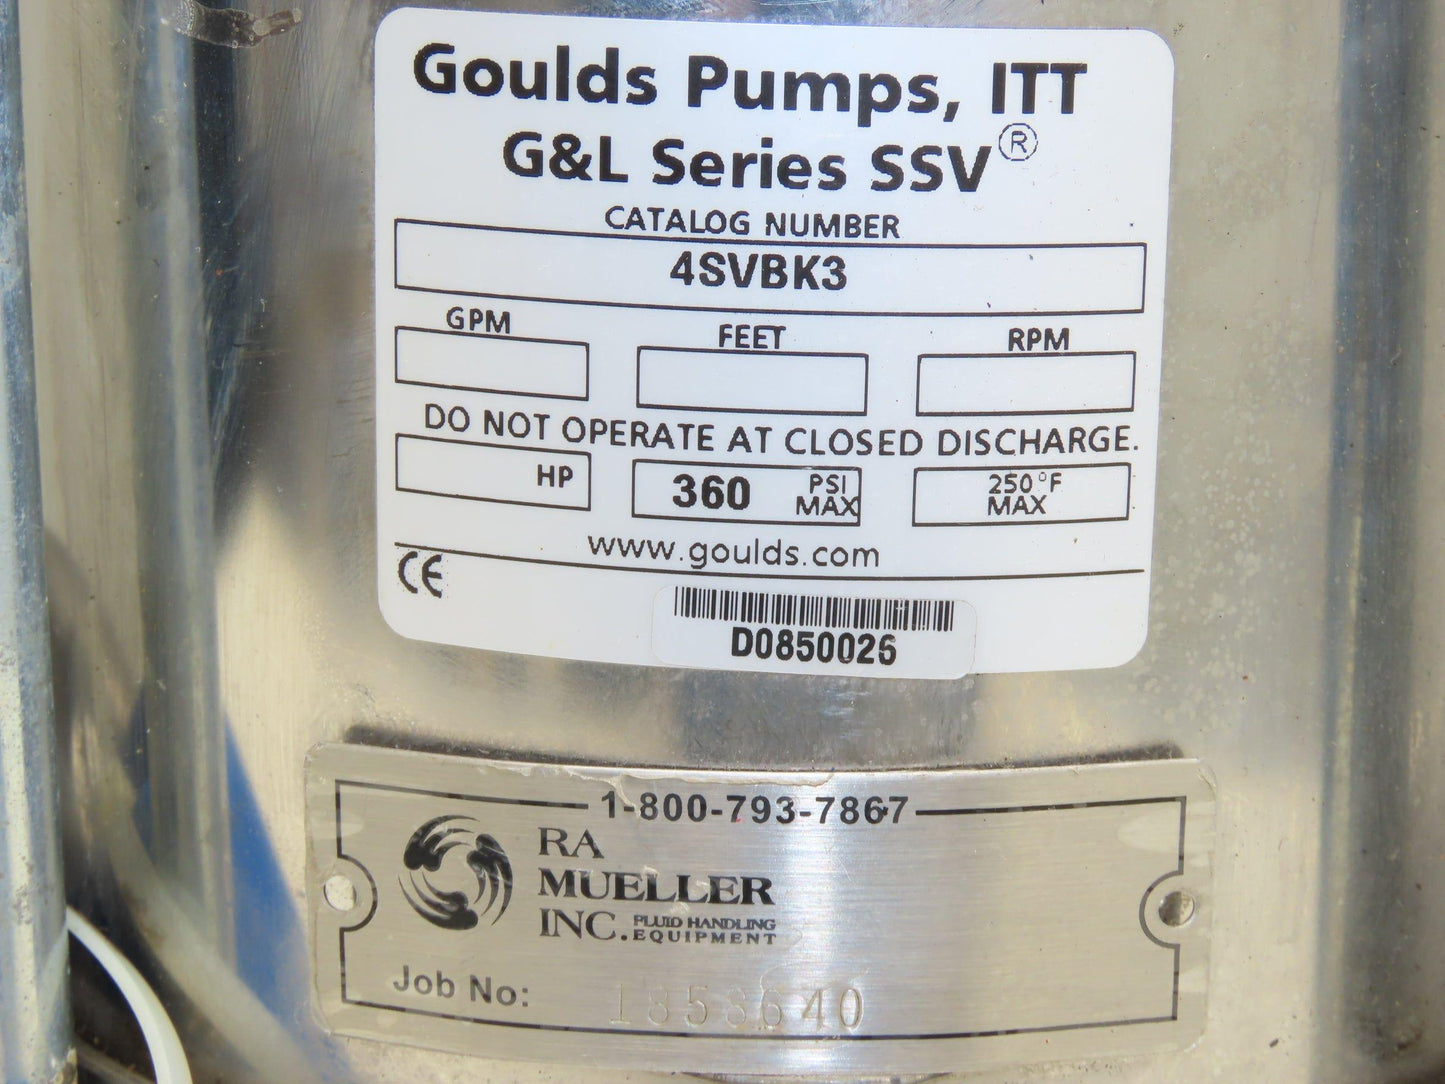 Goulds Pumps, ITT
G&L Series SSV®
CATALOG NUMBER
4SVBK3
GPM FEET RPM
DO NOT OPERATE AT CLOSED DISCHARGE.
HP 360 PSI MAX 250°F MAX
www.goulds.com
CE
D0850026
1-800-793-7867
RA
MUELLER
INC. FLUID HANDLING
EQUIPMENT
Job No: 1858640